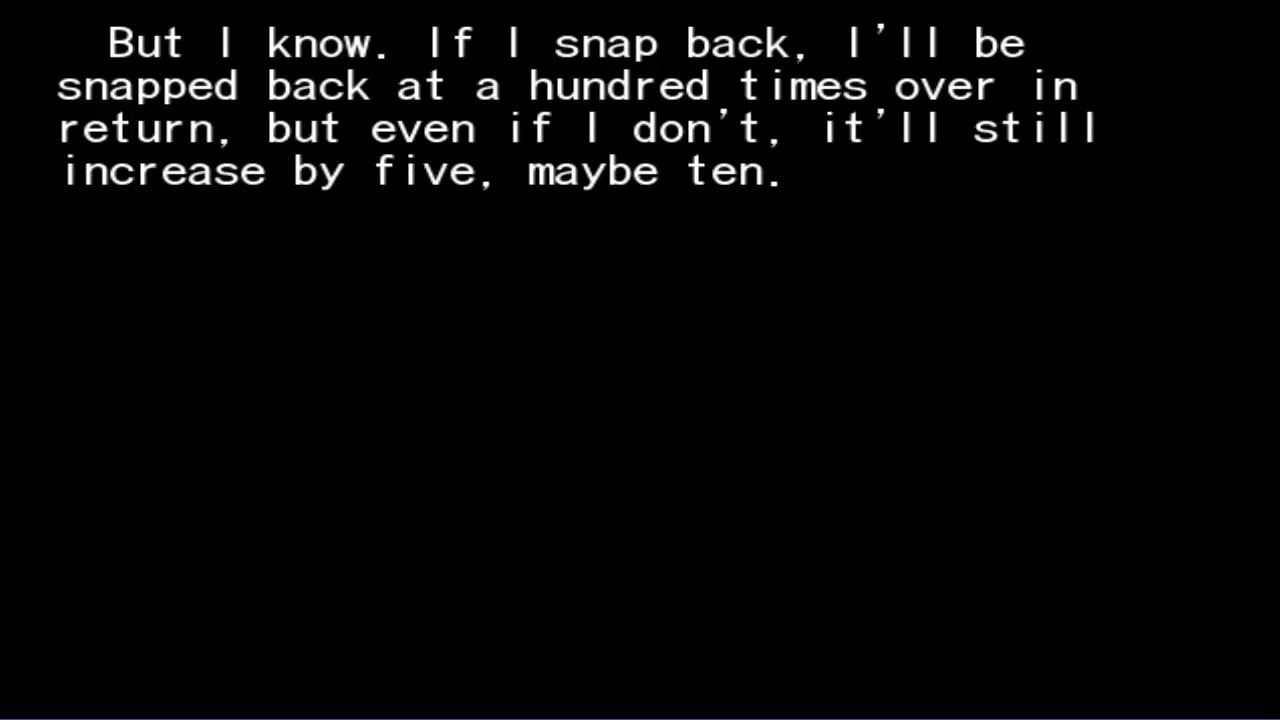 But I know. If I snap back, I'll be
snapped back at a hundred times over in
return, but even if I don't, it'll still
increase by five, maybe ten.